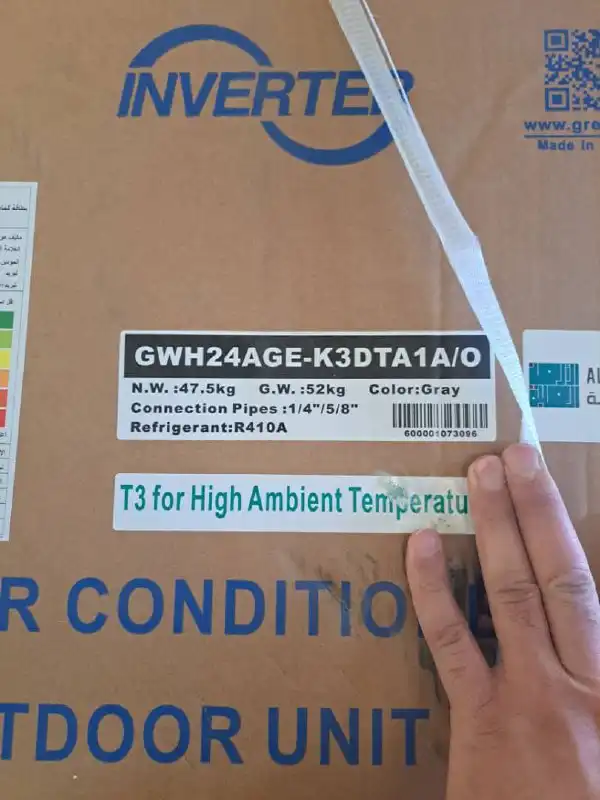 INVERTER
www.gre
Made in
GWH24AGE-K3DTA1A/O
N.W. :47.5kg G.W. :52kg Color:Gray
Connection Pipes :1/4"/5/8"
Refrigerant:R410A
600001073096
AL
T3 for High Ambient Temperatu
R CONDITIO
TDOOR UNIT